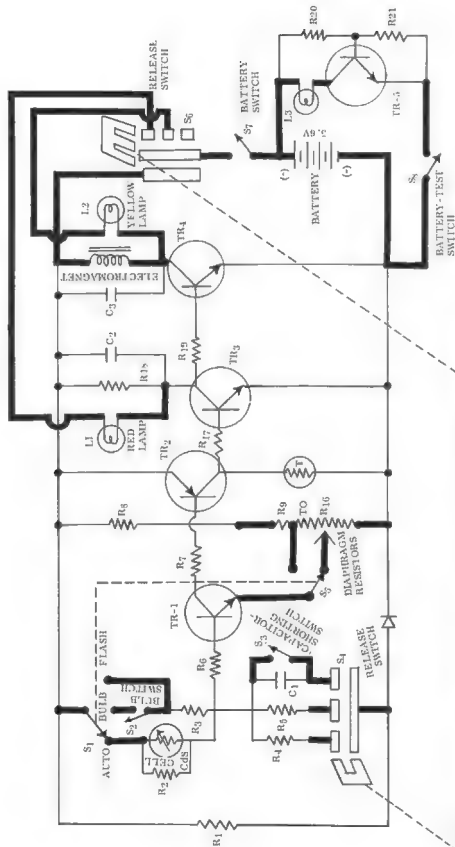 AUTO
BULB
FLASH
S1
S2
BULB
SWITCH
R1
R2
CdS
CELL
R3
R4
R5
R6
C1
S3
"CAPACITOR-
SHORTING
SWITCH
S4
RELEASE
SWITCH
TR-1
R7
S5
DIAPHRAGM
RESISTORS
R8
R9
TO
R16
TR2
T
R17
TR3
L1
RED
LAMP
R18
C2
R19
TR4
C3
ELECTROMAGNET
L2
YELLOW
LAMP
RELEASE
SWITCH
S6
S7
BATTERY
SWITCH
(-)
5.6V
BATTERY
(-)
L3
R20
R21
TR-5
S8
BATTERY-TEST
SWITCH